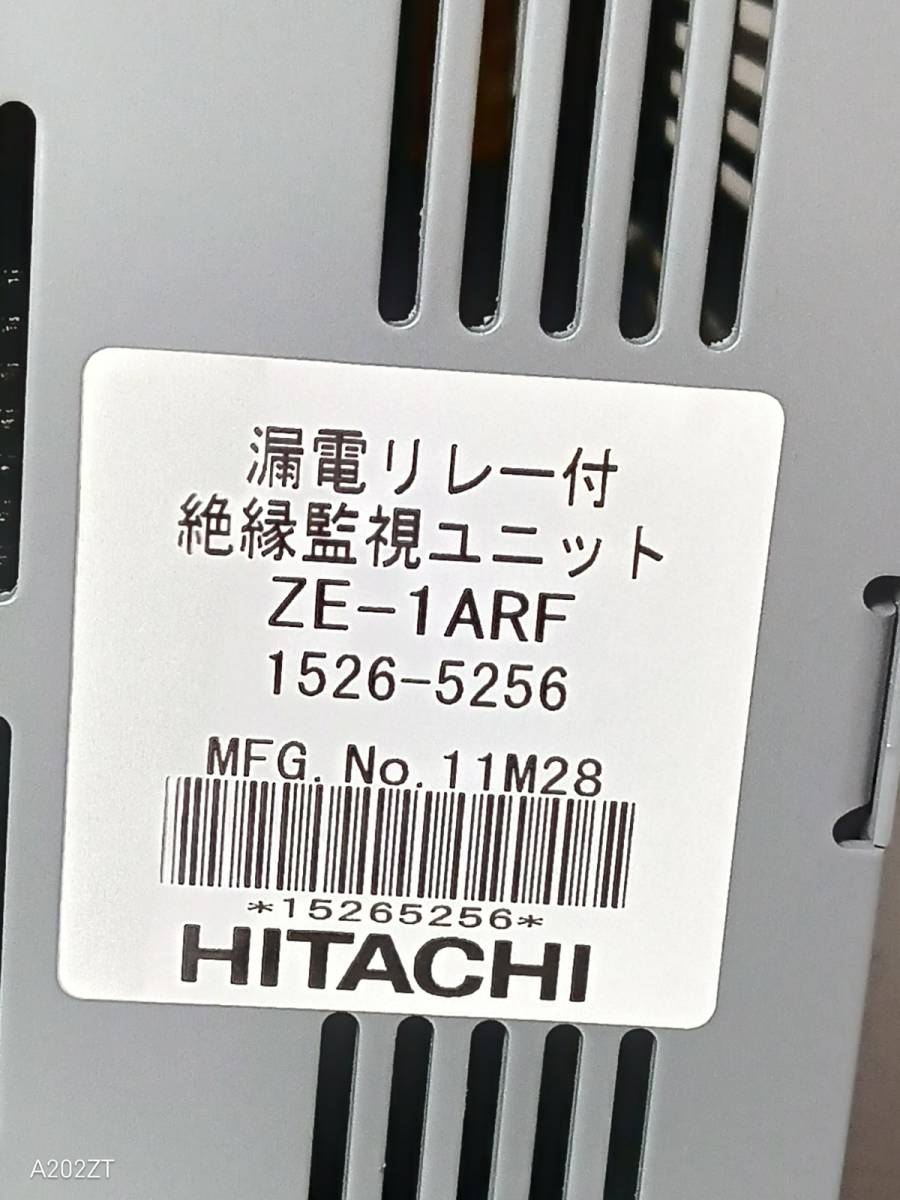 漏電リレー付
絶縁監視ユニット
ZE-1ARF
1526-5256
MFG. No. 11M28
*15265256*
HITACHI
A202ZT